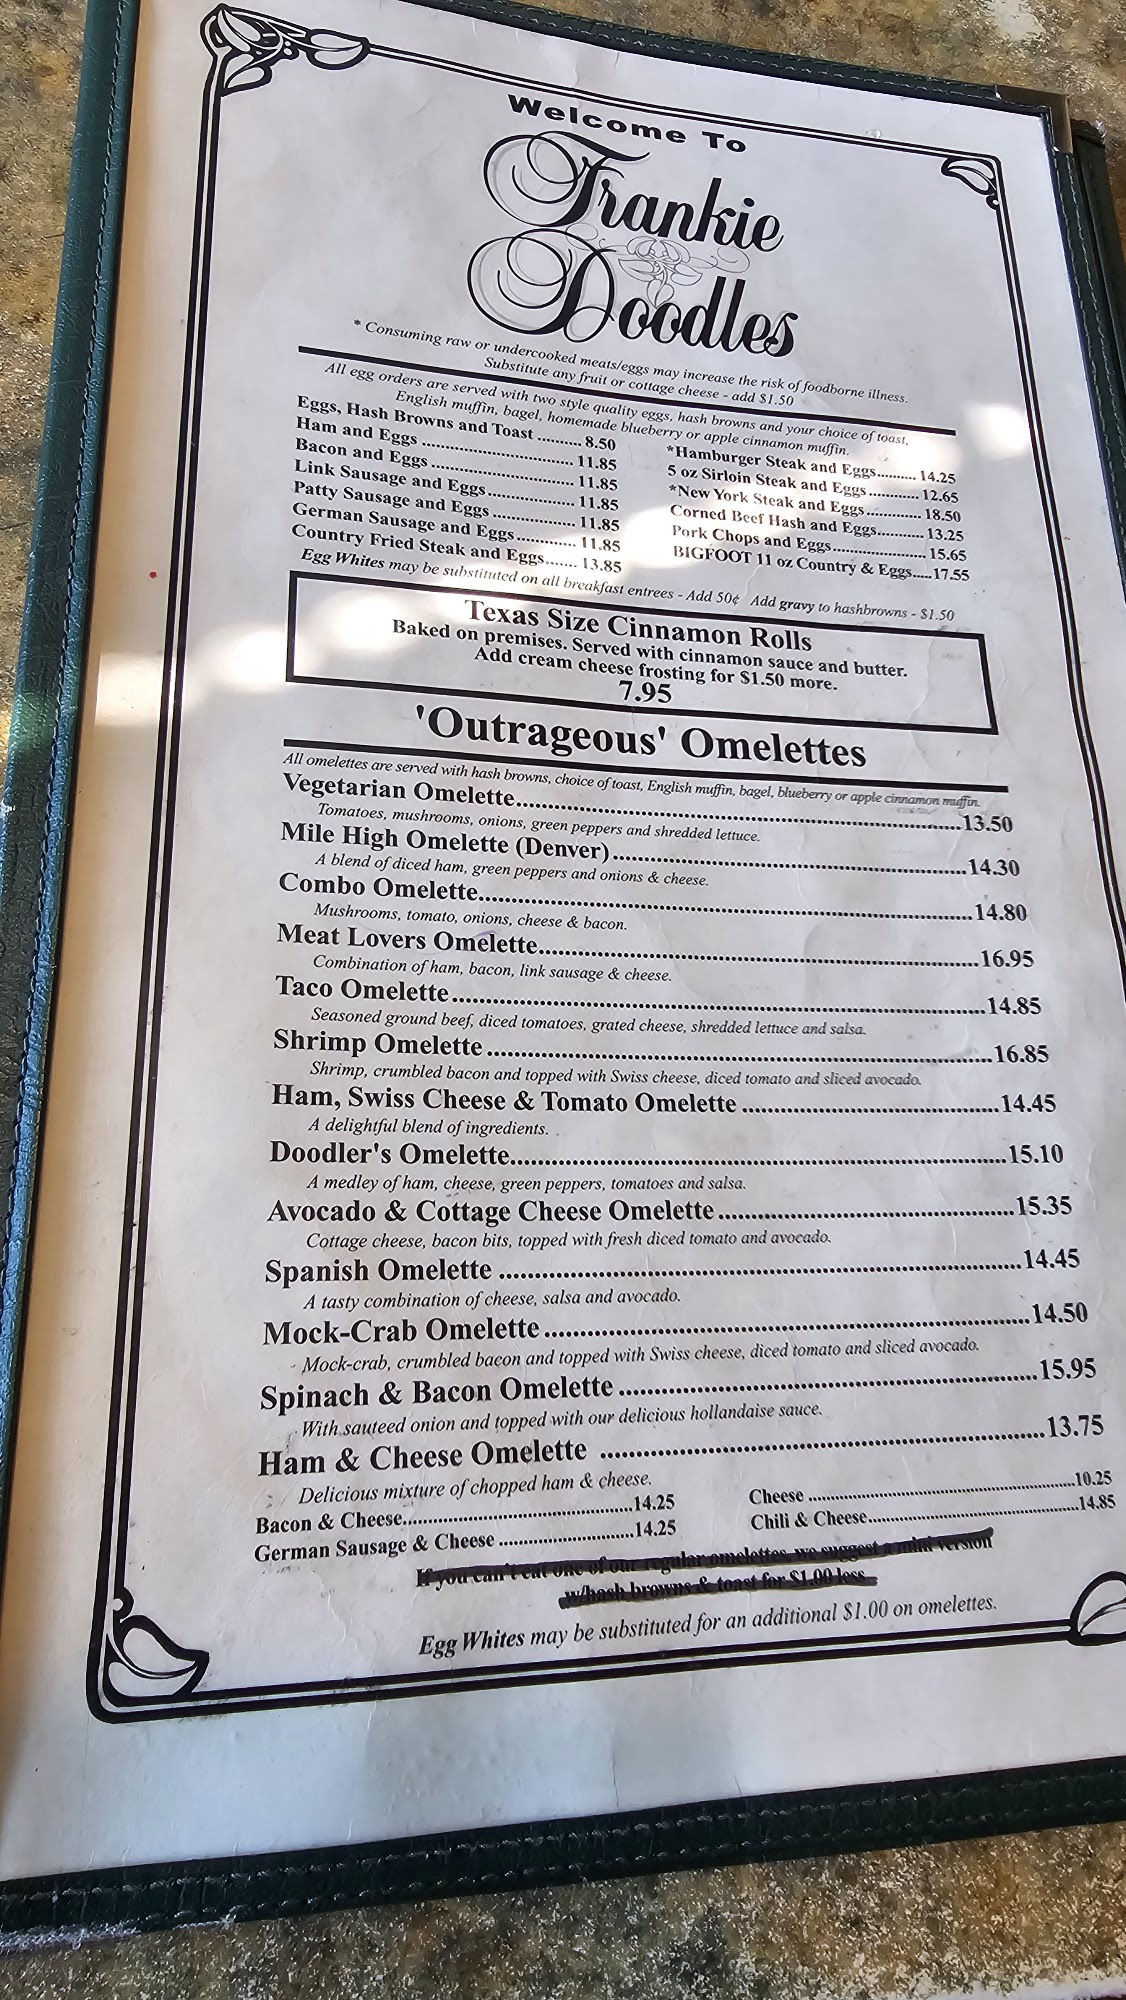 Welcome To
Frankie
Doodles
* Consuming raw or undercooked meats/eggs may increase the risk of foodborne illness.
Substitute any fruit or cottage cheese - add $1.50
All egg orders are served with two style quality eggs, hash browns and your choice of toast,
English muffin, bagel, homemade blueberry or apple cinnamon muffin.
Eggs, Hash Browns and Toast .......... 8.50
Ham and Eggs .................................. 11.85
Bacon and Eggs................................ 11.85
Link Sausage and Eggs.................... 11.85
Patty Sausage and Eggs ................... 11.85
German Sausage and Eggs.............. 11.85
Country Fried Steak and Eggs....... 13.85
*Hamburger Steak and Eggs.......... 14.25
5 oz Sirloin Steak and Eggs ............ 12.65
*New York Steak and Eggs ............. 18.50
Corned Beef Hash and Eggs........... 13.25
Pork Chops and Eggs...................... 15.65
BIGFOOT 11 oz Country & Eggs.....17.55
Egg Whites may be substituted on all breakfast entrees - Add 50¢ Add gravy to hashbrowns - $1.50
Texas Size Cinnamon Rolls
Baked on premises. Served with cinnamon sauce and butter.
Add cream cheese frosting for $1.50 more.
7.95
'Outrageous' Omelettes
All omelettes are served with hash browns, choice of toast, English muffin, bagel, blueberry or apple cinnamon muffin.
Vegetarian Omelette..............................................................................13.50
Tomatoes, mushrooms, onions, green peppers and shredded lettuce.
Mile High Omelette (Denver)..............................................................14.30
A blend of diced ham, green peppers and onions & cheese.
Combo Omelette....................................................................................14.80
Mushrooms, tomato, onions, cheese & bacon.
Meat Lovers Omelette...........................................................................16.95
Combination of ham, bacon, link sausage & cheese.
Taco Omelette.........................................................................................14.85
Seasoned ground beef, diced tomatoes, grated cheese, shredded lettuce and salsa.
Shrimp Omelette.....................................................................................16.85
Shrimp, crumbled bacon and topped with Swiss cheese, diced tomato and sliced avocado.
Ham, Swiss Cheese & Tomato Omelette ...........................................14.45
A delightful blend of ingredients.
Doodler's Omelette.................................................................................15.10
A medley of ham, cheese, green peppers, tomatoes and salsa.
Avocado & Cottage Cheese Omelette.................................................15.35
Cottage cheese, bacon bits, topped with fresh diced tomato and avocado.
Spanish Omelette ...................................................................................14.45
A tasty combination of cheese, salsa and avocado.
Mock-Crab Omelette..............................................................................14.50
Mock-crab, crumbled bacon and topped with Swiss cheese, diced tomato and sliced avocado.
Spinach & Bacon Omelette...................................................................15.95
With sauteed onion and topped with our delicious hollandaise sauce.
Ham & Cheese Omelette .......................................................................13.75
Delicious mixture of chopped ham & cheese.
Bacon & Cheese................................................14.25
German Sausage & Cheese ............................14.25
Cheese .........................................................10.25
Chili & Cheese............................................14.85
If you can't eat one of our regular omelettes, we suggest a mini version
w/hash browns & toast for $1.00 less
Egg Whites may be substituted for an additional $1.00 on omelettes.